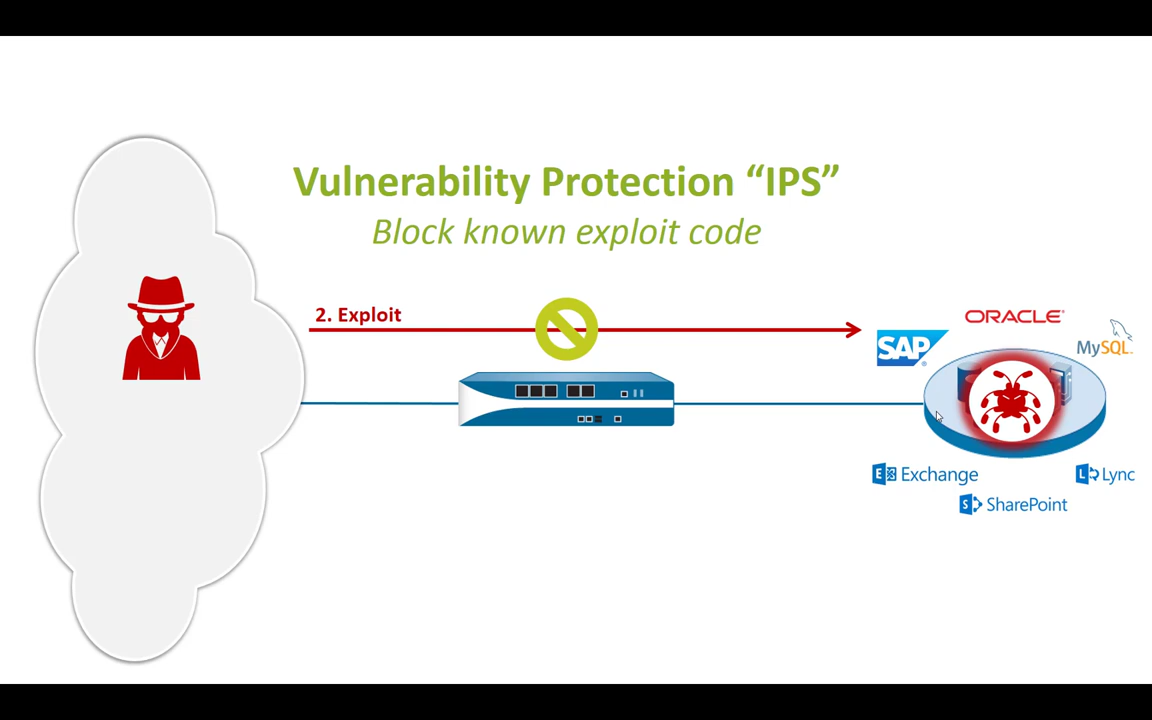 Vulnerability Protection “IPS”
Block known exploit code
2. Exploit
ORACLE®
SAP®
MySQL.
E Exchange
L Lync
S SharePoint